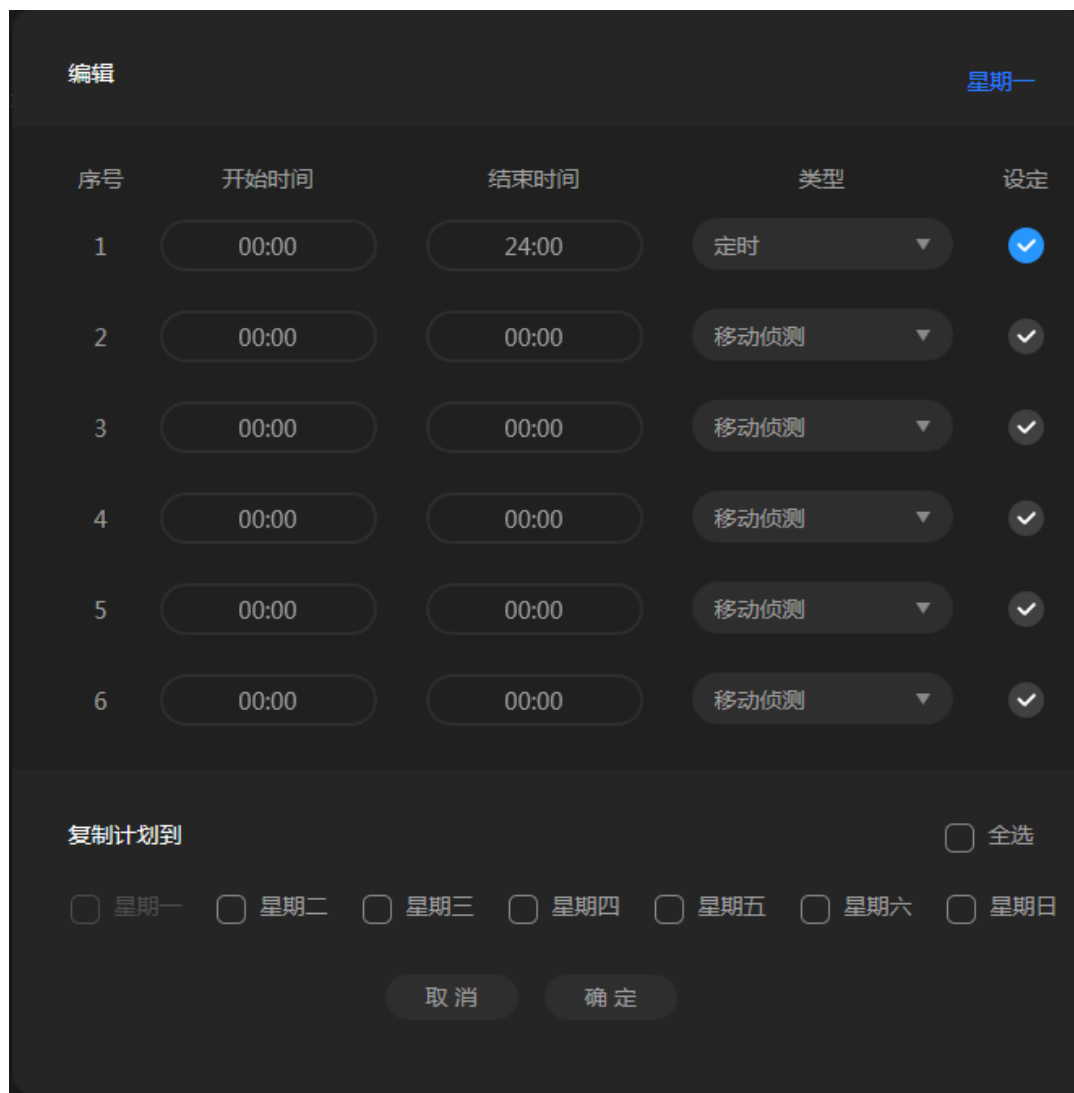 编辑 星期一
序号 开始时间 结束时间 类型 设定
1 00:00 24:00 定时
2 00:00 00:00 移动侦测
3 00:00 00:00 移动侦测
4 00:00 00:00 移动侦测
5 00:00 00:00 移动侦测
6 00:00 00:00 移动侦测
复制计划到 全选
星期一 星期二 星期三 星期四 星期五 星期六 星期日
取消 确定